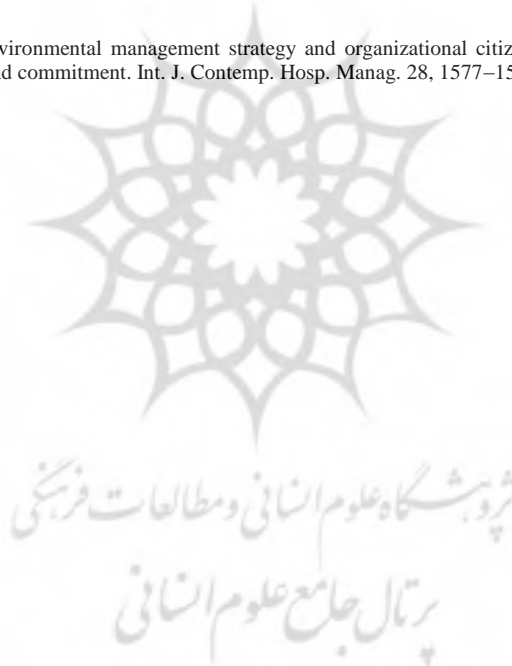 vironmental management strategy and organizational citiz
nd commitment. Int. J. Contemp. Hosp. Manag. 28, 1577–15
پژوهشگاه علوم انسانی و مطالعات فرهنگی
پرتال جامع علوم انسانی